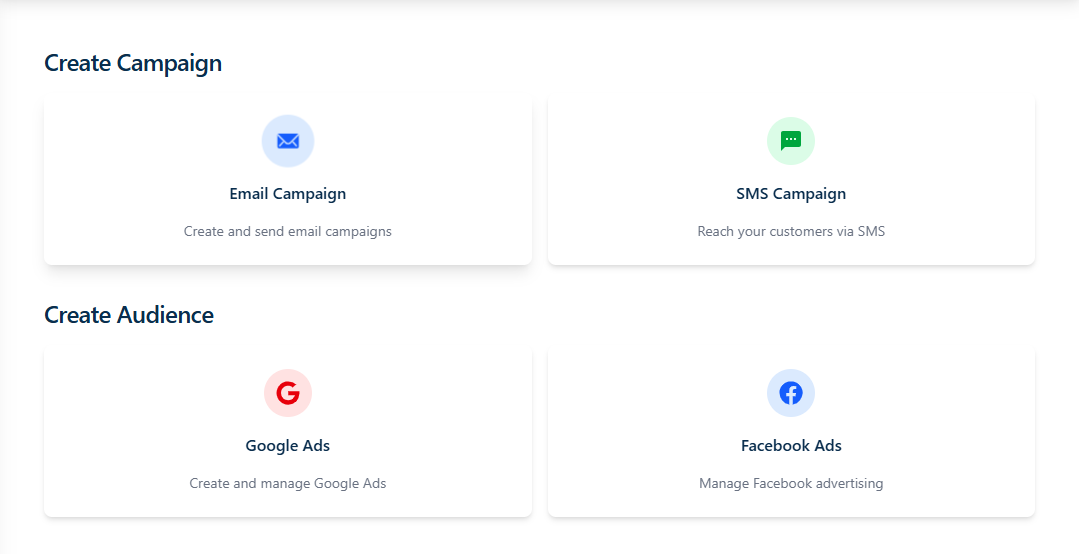 Create Campaign
Email Campaign
Create and send email campaigns
SMS Campaign
Reach your customers via SMS
Create Audience
Google Ads
Create and manage Google Ads
Facebook Ads
Manage Facebook advertising